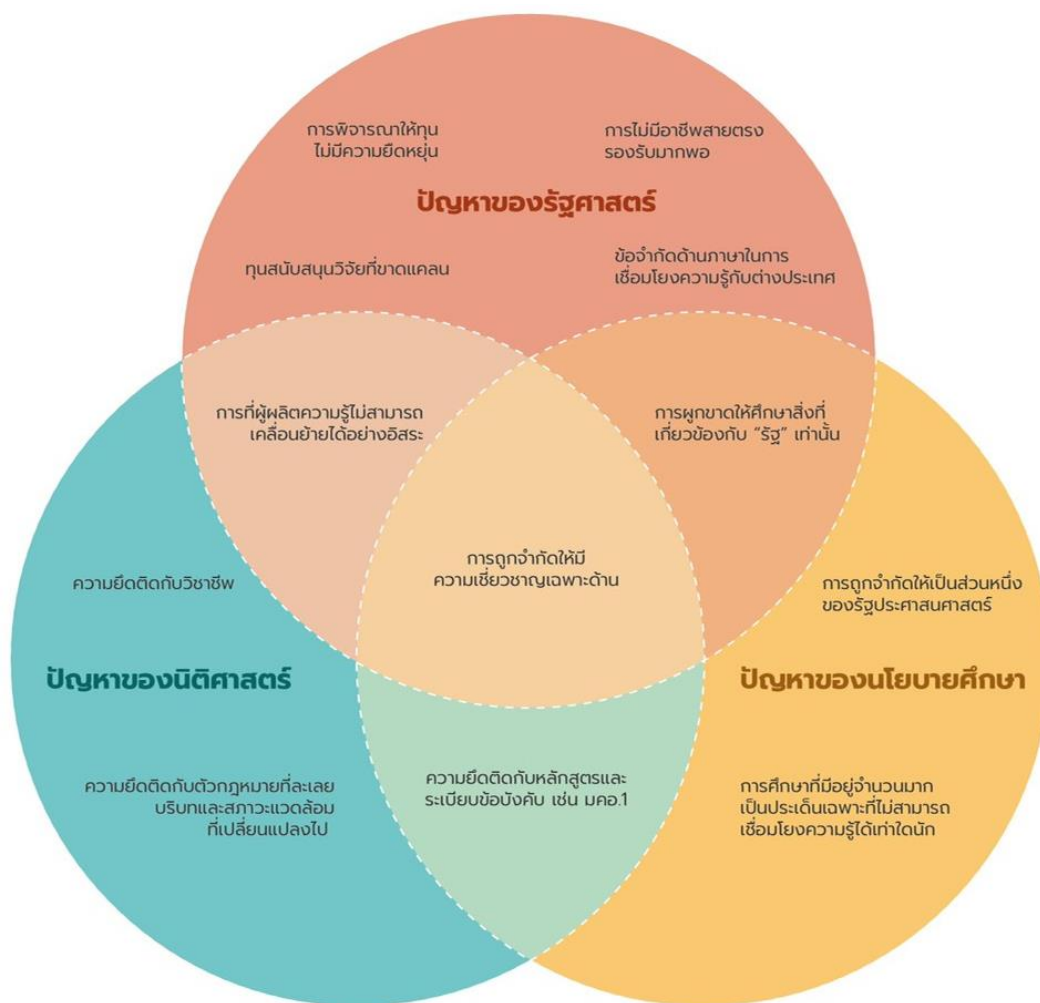 การพิจารณาให้ทุน
ไม่มีความยืดหยุ่น
การไม่มีอาชีพสายตรง
รองรับมากพอ
ปัญหาของรัฐศาสตร์
ทุนสนับสนุนวิจัยที่ขาดแคลน
ข้อจำกัดด้านภาษาในการ
เชื่อมโยงความรู้กับต่างประเทศ
การที่ผู้ผลิตความรู้ไม่สามารถ
เคลื่อนย้ายได้อย่างอิสระ
การผูกขาดให้ศึกษาสิ่งที่
เกี่ยวข้องกับ “รัฐ” เท่านั้น
การถูกจำกัดให้มี
ความเชี่ยวชาญเฉพาะด้าน
ความยึดติดกับวิชาชีพ
การถูกจำกัดให้เป็นส่วนหนึ่ง
ของรัฐประศาสนศาสตร์
ปัญหาของนิติศาสตร์
ปัญหาของนโยบายศึกษา
ความยึดติดกับตัวกฎหมายที่ละเลย
บริบทและสภาวะแวดล้อม
ที่เปลี่ยนแปลงไป
ความยึดติดกับหลักสูตรและ
ระเบียบข้อบังคับ เช่น มคอ.1
การศึกษาที่มีอยู่จำนวนมาก
เป็นประเด็นเฉพาะที่ไม่สามารถ
เชื่อมโยงความรู้ได้เท่าใดนัก